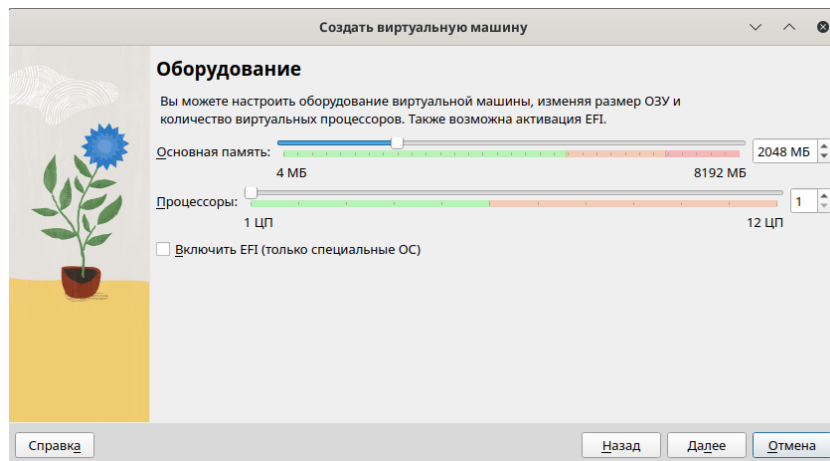 Создать виртуальную машину
Оборудование
Вы можете настроить оборудование виртуальной машины, изменяя размер ОЗУ и
количество виртуальных процессоров. Также возможна активация EFI.
Основная память: 2048 МБ
4 МБ 8192 МБ
Процессоры: 1
1 ЦП 12 ЦП
Включить EFI (только специальные ОС)
Справка Назад Далее Отмена